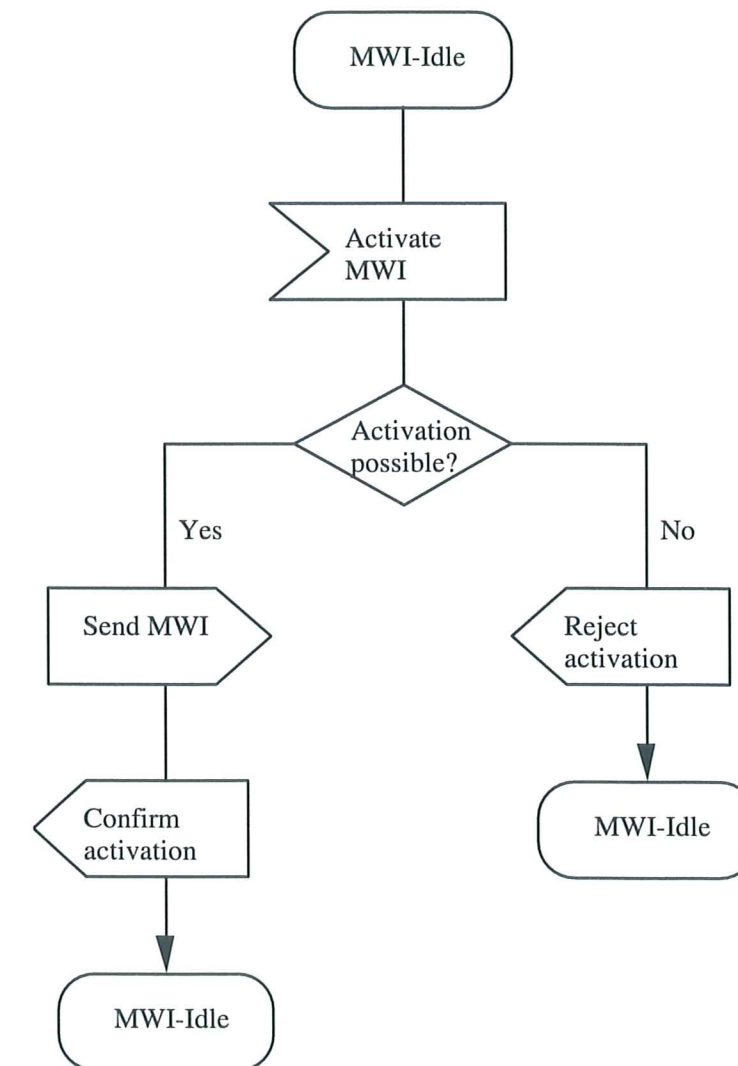 MWI-Idle
Activate
MWI
Activation
possible?
Yes
No
Send MWI
Reject
activation
Confirm
activation
MWI-Idle
MWI-Idle